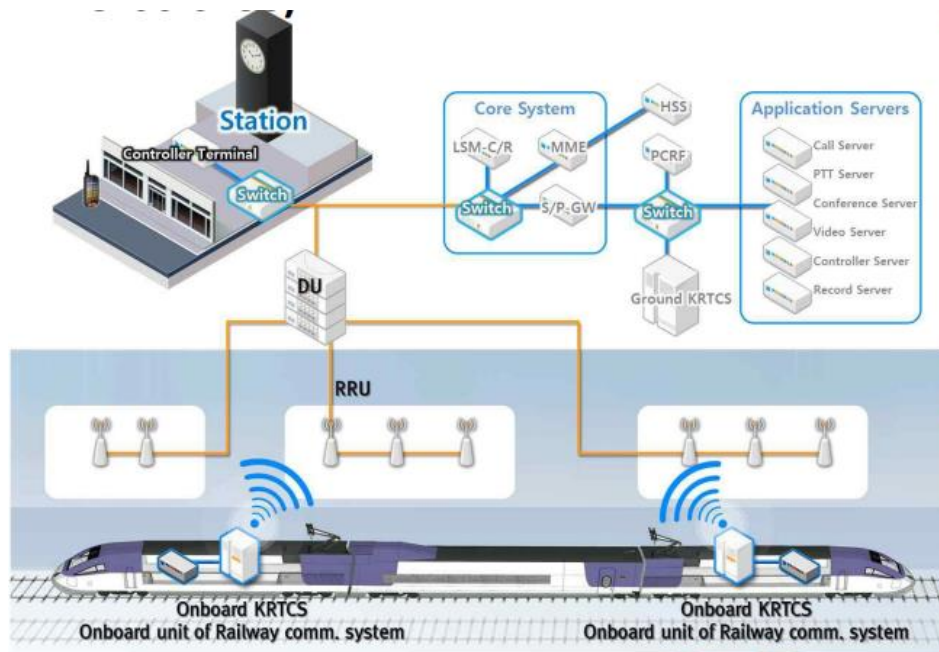 Station
Controller Terminal
Switch
Core System
LSM-C/R
MME
HSS
PCRF
Switch
S/P-GW
Switch
Ground KRTCS
Application Servers
Call Server
PTT Server
Conference Server
Video Server
Controller Server
Record Server
DU
RRU
Onboard KRTCS
Onboard unit of Railway comm. system
Onboard KRTCS
Onboard unit of Railway comm. system